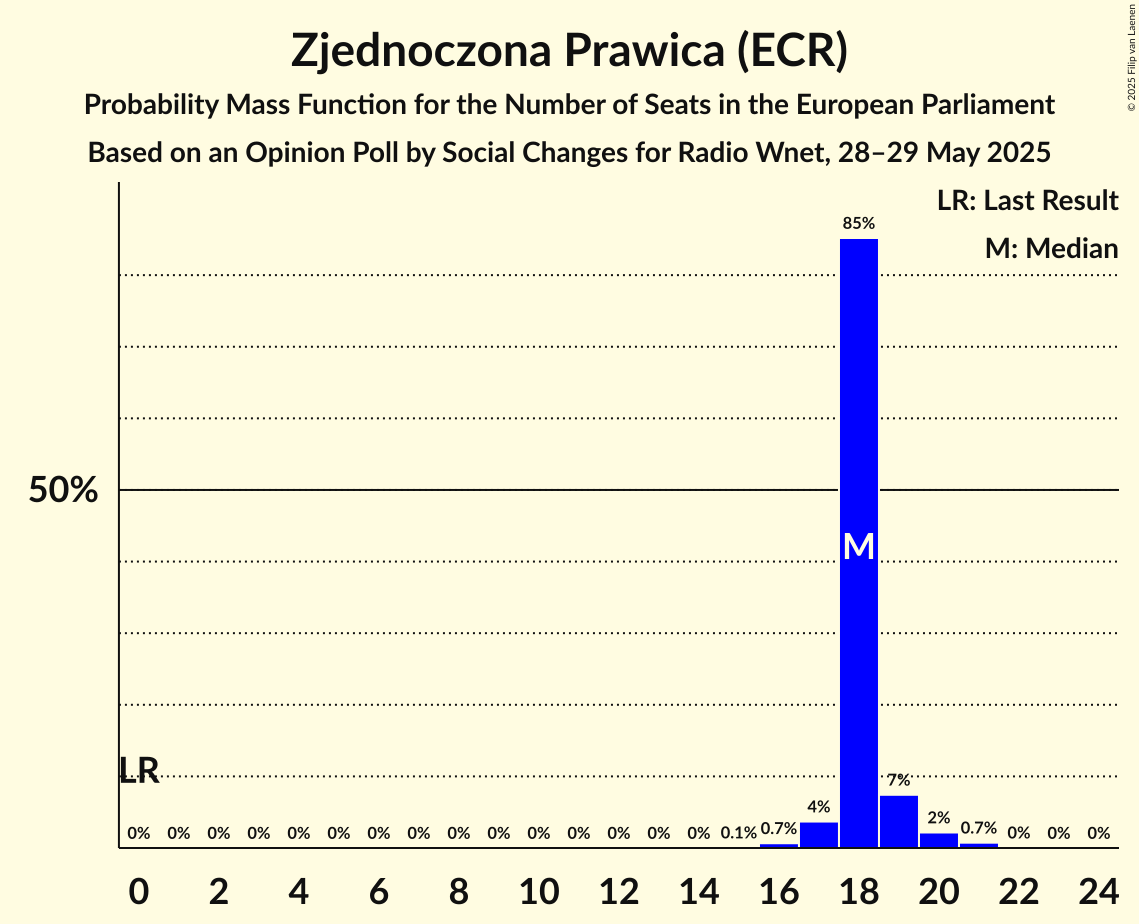 Zjednoczona Prawica (ECR)
Probability Mass Function for the Number of Seats in the European Parliament
Based on an Opinion Poll by Social Changes for Radio Wnet, 28–29 May 2025
© 2025 Filip van Laenen
LR: Last Result
M: Median
85%
50%
M
LR
0% 0% 0% 0% 0% 0% 0% 0% 0% 0% 0% 0% 0% 0% 0% 0.1% 0.7% 4% 7% 2% 0.7% 0% 0% 0%
0 2 4 6 8 10 12 14 16 18 20 22 24